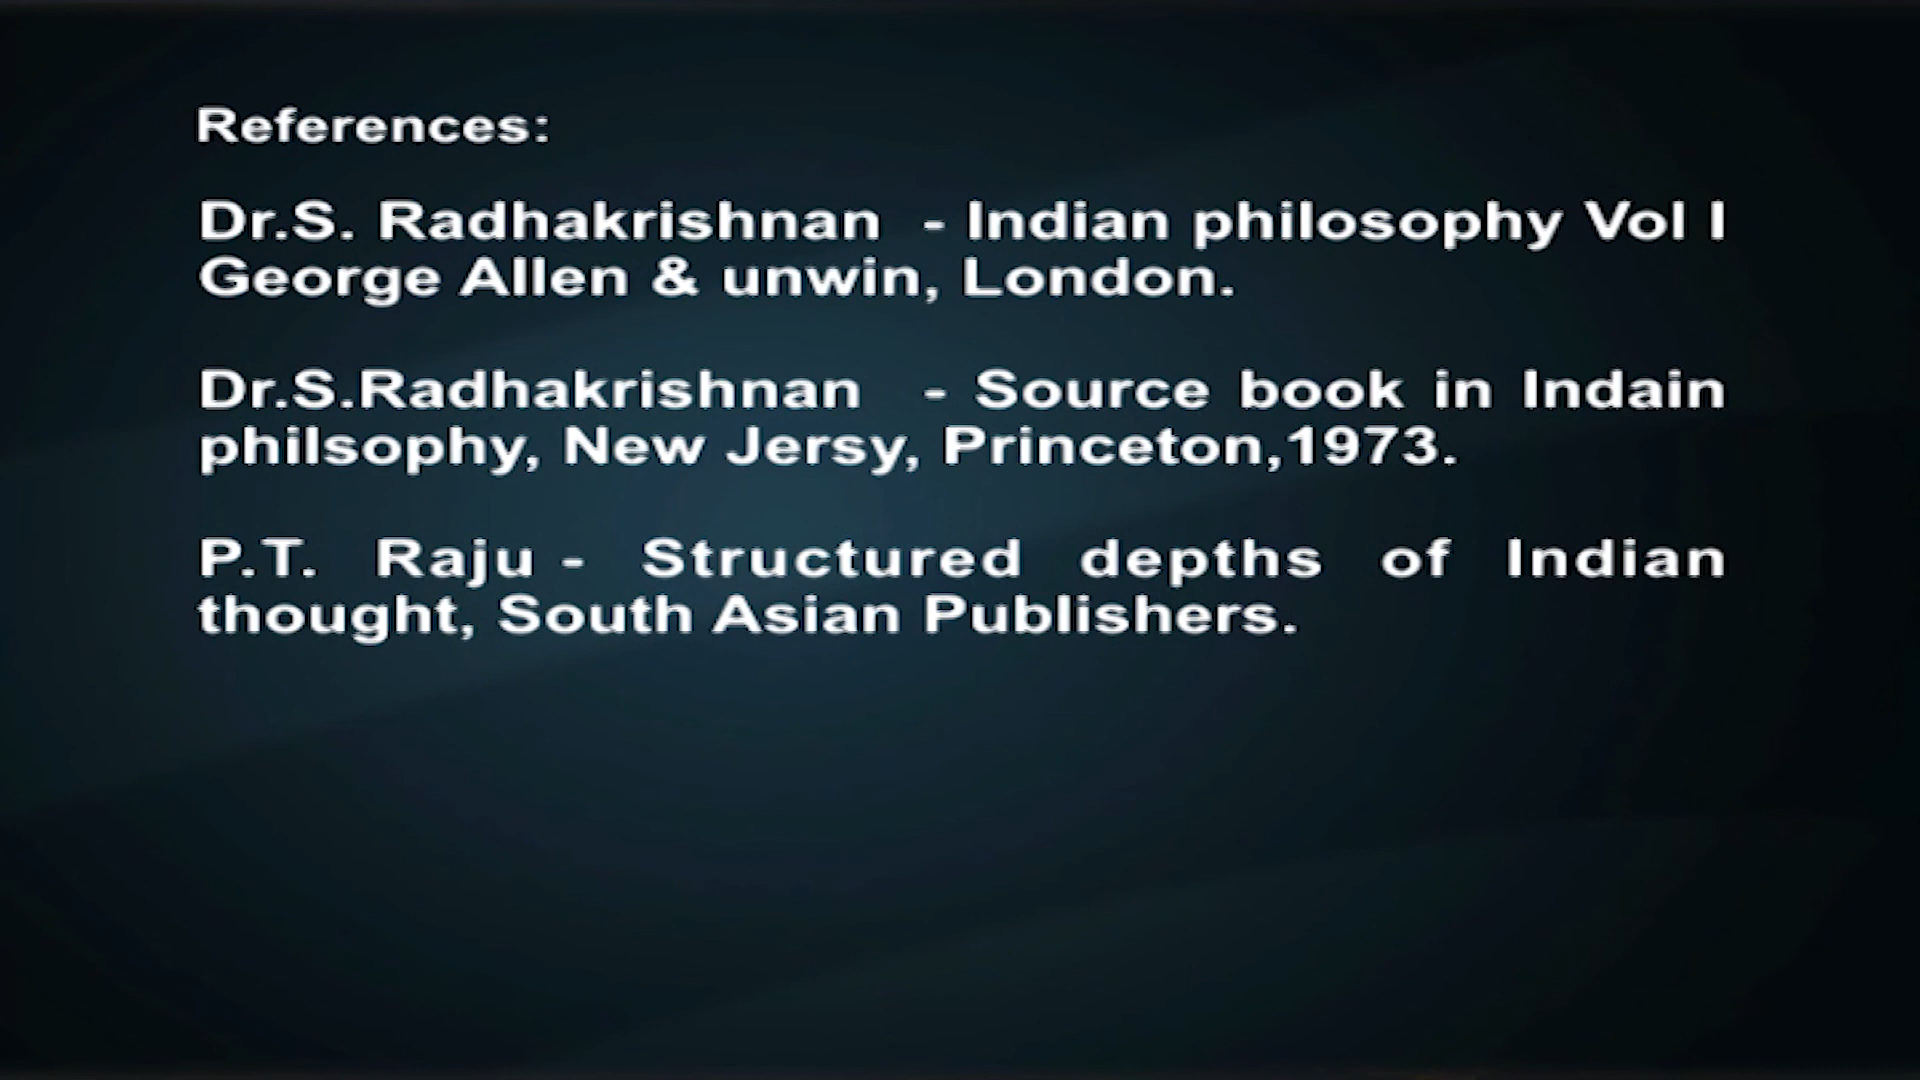 References:
Dr.S. Radhakrishnan - Indian philosophy Vol I
George Allen & unwin, London.
Dr.S.Radhakrishnan - Source book in Indain
philsophy, New Jersy, Princeton,1973.
P.T. Raju - Structured depths of Indian
thought, South Asian Publishers.